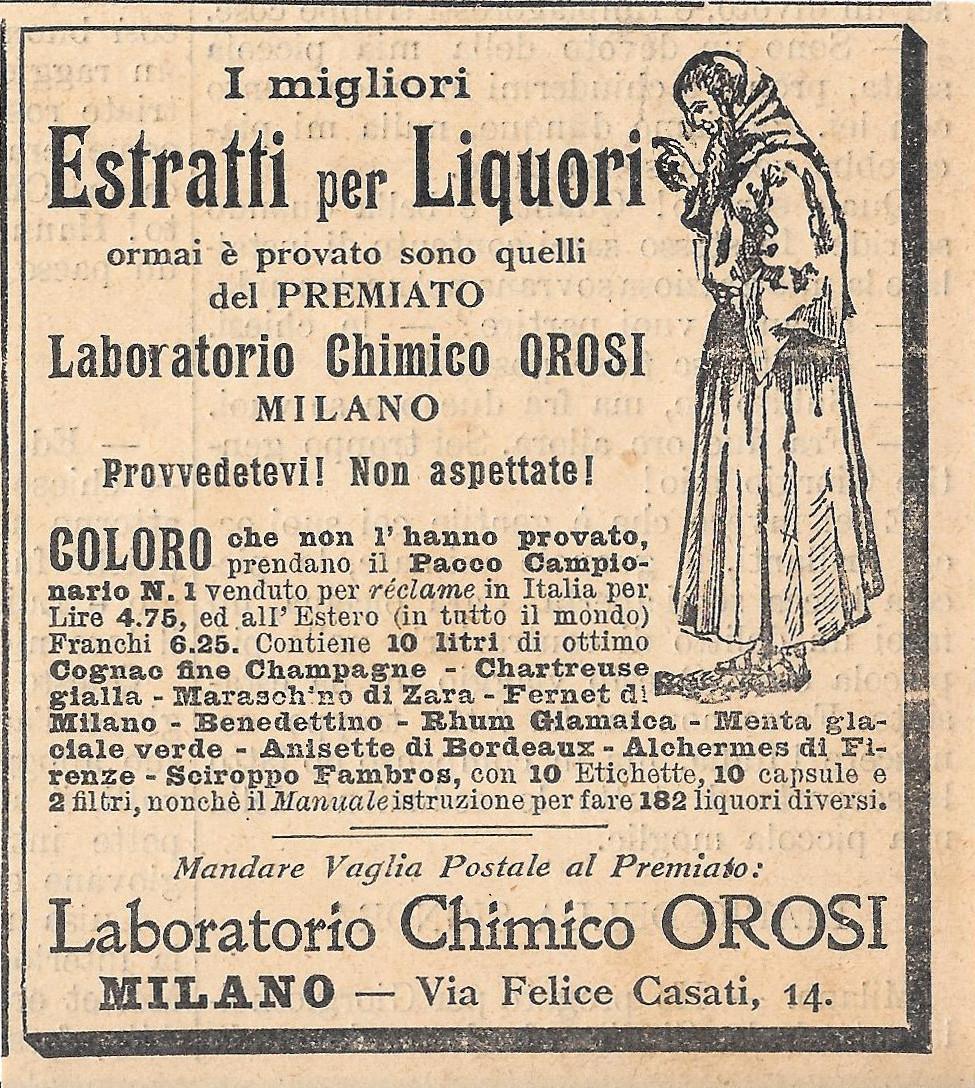 I migliori
Estratti per Liquori
ormai è provato sono quelli
del PREMIATO
Laboratorio Chimico OROSI
MILANO
Provvedetevi! Non aspettate!
COLORO che non l'hanno provato,
prendano il Pacco Campio-
nario N. 1 venduto per réclame in Italia per
Lire 4.75, ed all'Estero (in tutto il mondo)
Franchi 6.25. Contiene 10 litri di ottimo
Cognac fine Champagne - Chartreuse
gialla - Maraschino di Zara - Fernet di
Milano - Benedettino - Rhum Giamaica - Menta gla-
ciale verde - Anisette di Bordeaux - Alchermes di Fi-
renze - Sciroppo Fambros, con 10 Etichette, 10 capsule e
2 filtri, nonchè il Manuale istruzione per fare 182 liquori diversi.
Mandare Vaglia Postale al Premiato:
Laboratorio Chimico OROSI
MILANO — Via Felice Casati, 14.